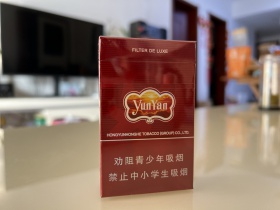 FILTER DE LUXE
YunYan
HONGYUNHONGHE TOBACCO (GROUP) CO., LTD.
劝阻青少年吸烟
禁止中小学生吸烟